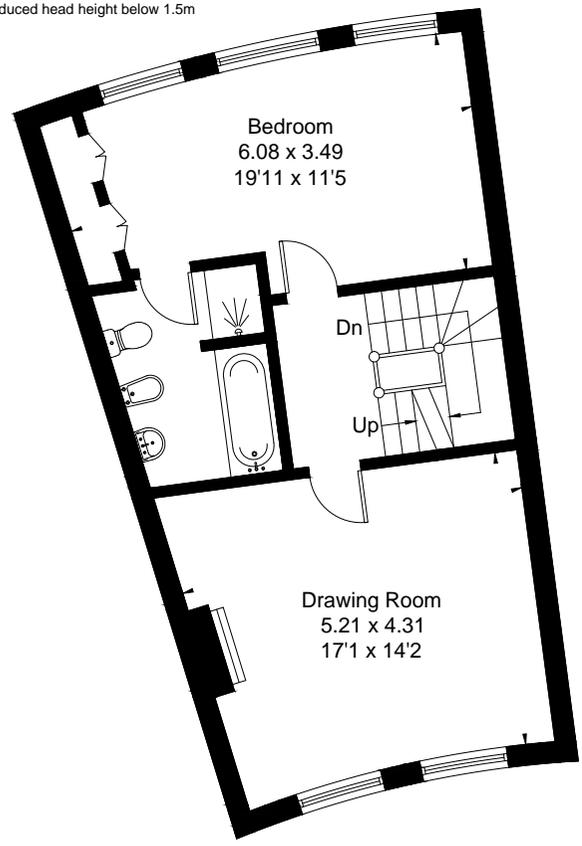 duced head height below 1.5m
Bedroom
6.08 x 3.49
19'11 x 11'5
Dn
Up
Drawing Room
5.21 x 4.31
17'1 x 14'2